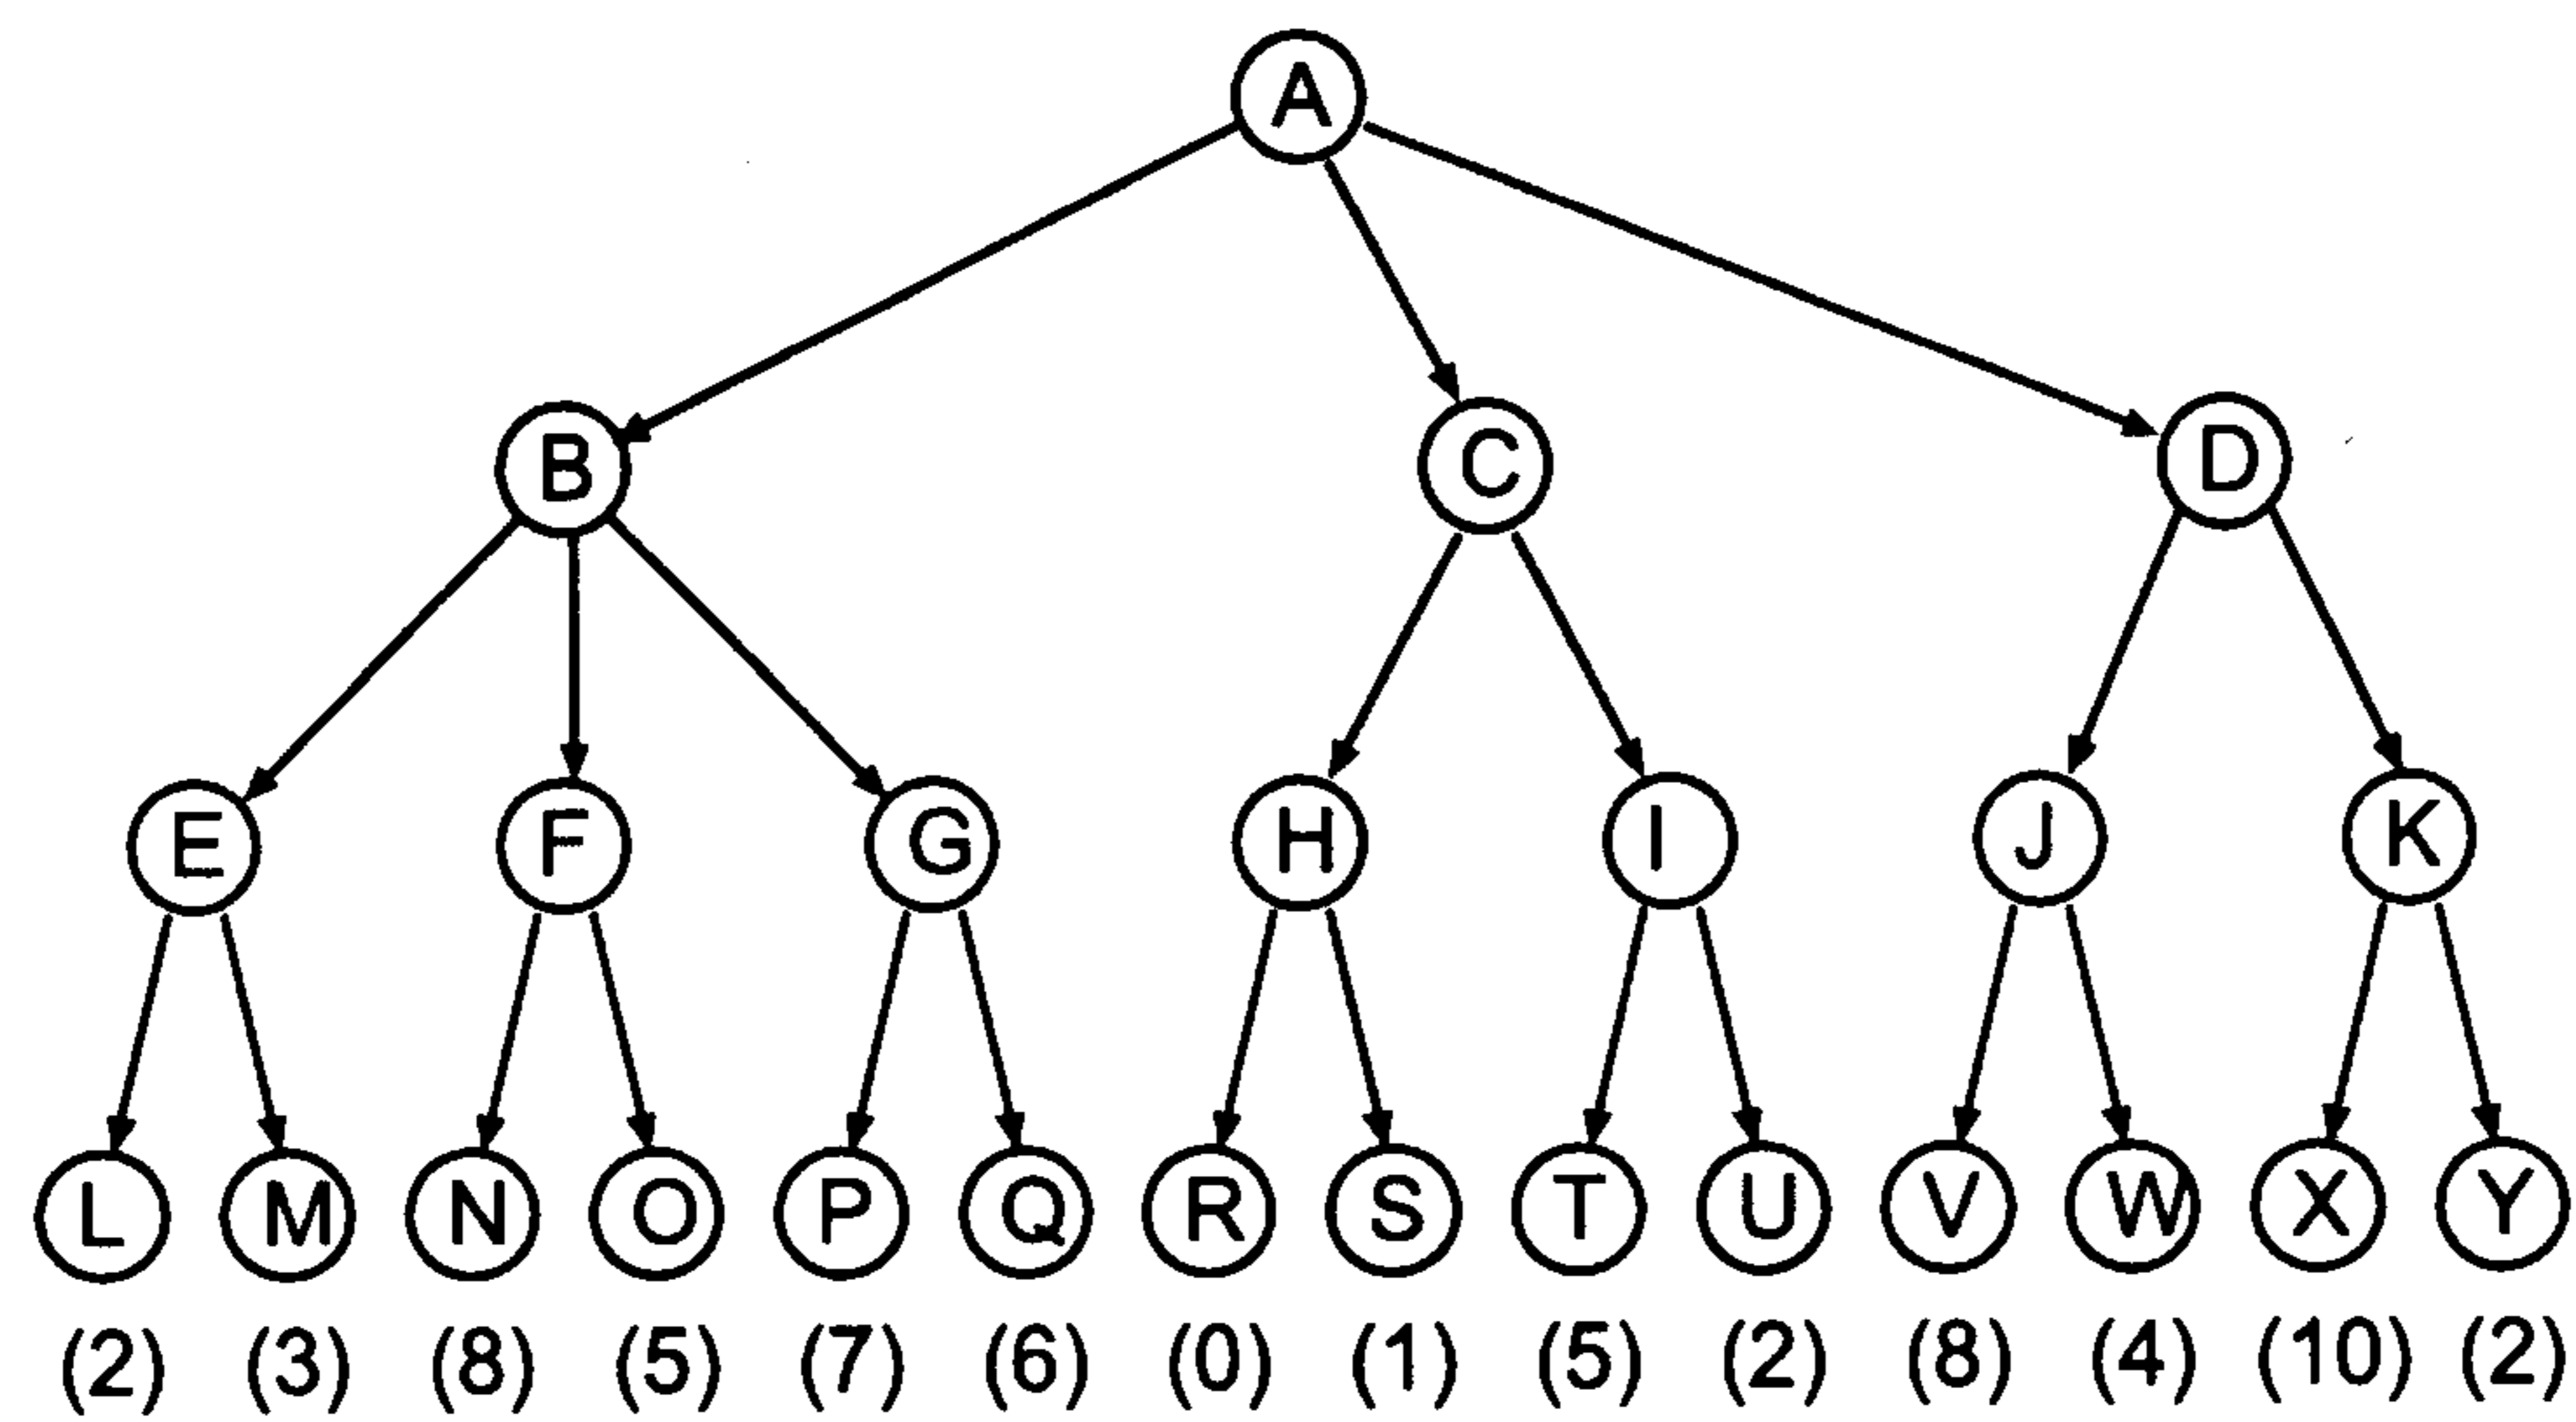 A
B C D
E F G H I J K
L M N O P Q R S T U V W X Y
(2) (3) (8) (5) (7) (6) (0) (1) (5) (2) (8) (4) (10) (2)